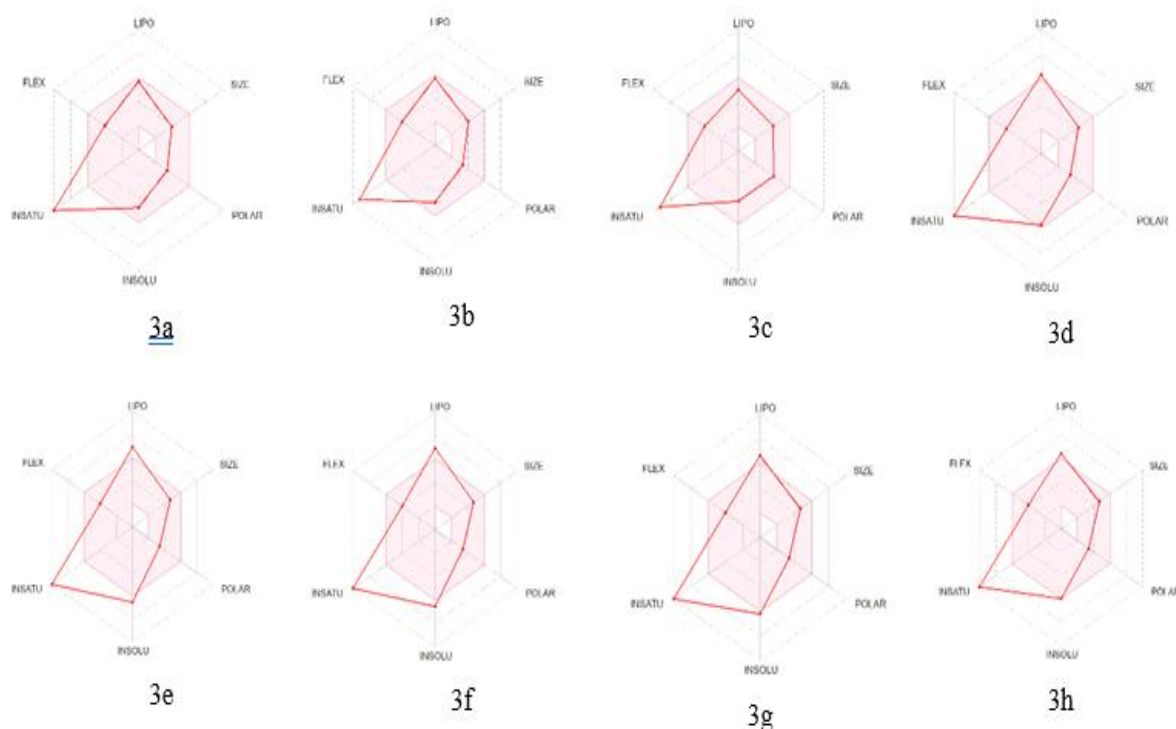 LIPO
FLEX SIZE
INSATU POLAR
INSOLU
3a
LIPO
FLEX SIZE
INSATU POLAR
INSOLU
3b
LIPO
FLEX SIZE
INSATU POLAR
INSOLU
3c
LIPO
FLEX SIZE
INSATU POLAR
INSOLU
3d
LIPO
FLEX SIZE
INSATU POLAR
INSOLU
3e
LIPO
FLEX SIZE
INSATU POLAR
INSOLU
3f
LIPO
FLEX SIZE
INSATU POLAR
INSOLU
3g
LIPO
FLEX SIZE
INSATU POLAR
INSOLU
3h